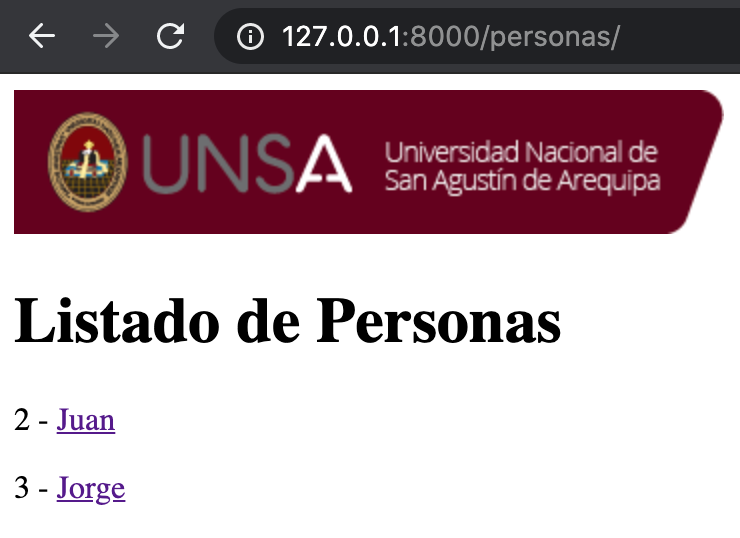 127.0.0.1:8000/personas/
UNSA
Universidad Nacional de
San Agustín de Arequipa
Listado de Personas
2 - Juan
3 - Jorge